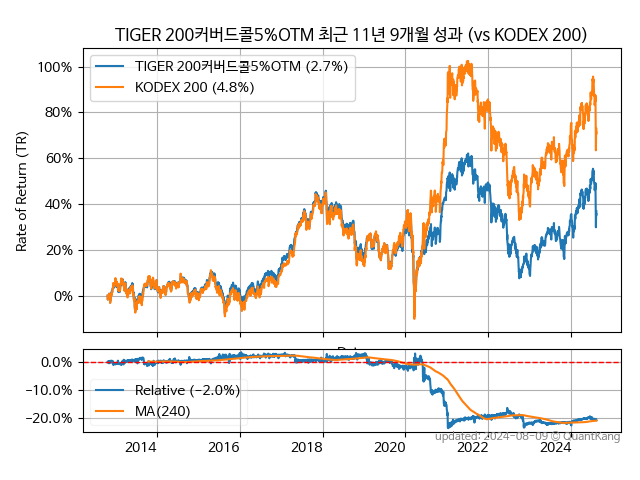 TIGER 200커버드콜5%OTM 최근 11년 9개월 성과 (vs KODEX 200)
TIGER 200커버드콜5%OTM (2.7%)
KODEX 200 (4.8%)
Rate of Return (TR)
100%
80%
60%
40%
20%
0%
0.0%
−10.0%
−20.0%
Relative (−2.0%)
MA(240)
updated: 2024-08-09 © QuantKang
2014
2016
2018
2020
2022
2024